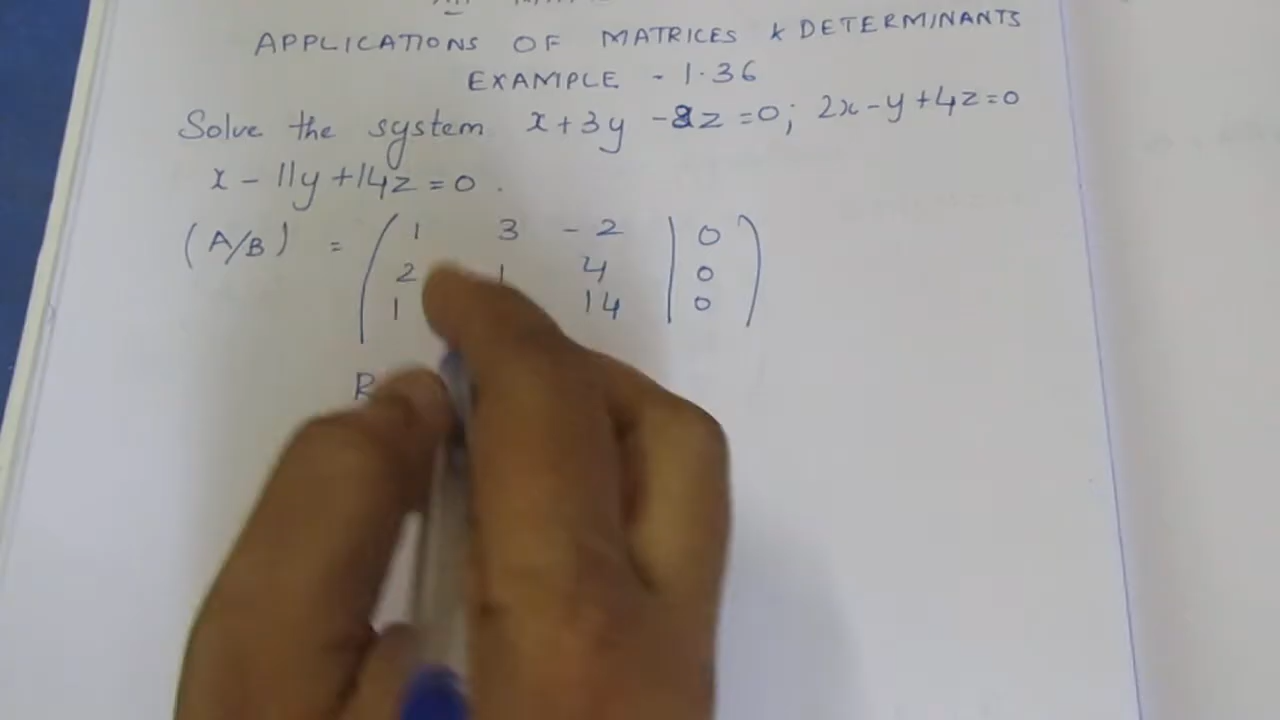 APPLICATIONS OF MATRICES & DETERMINANTS
EXAMPLE - 1.36
Solve the system x+3y -2z=0; 2x-y+4z=0
x - 11y +14z=0.
(A/B) = ( 1 3 -2 | 0 )
2 1 4 | 0
1 14 | 0
R